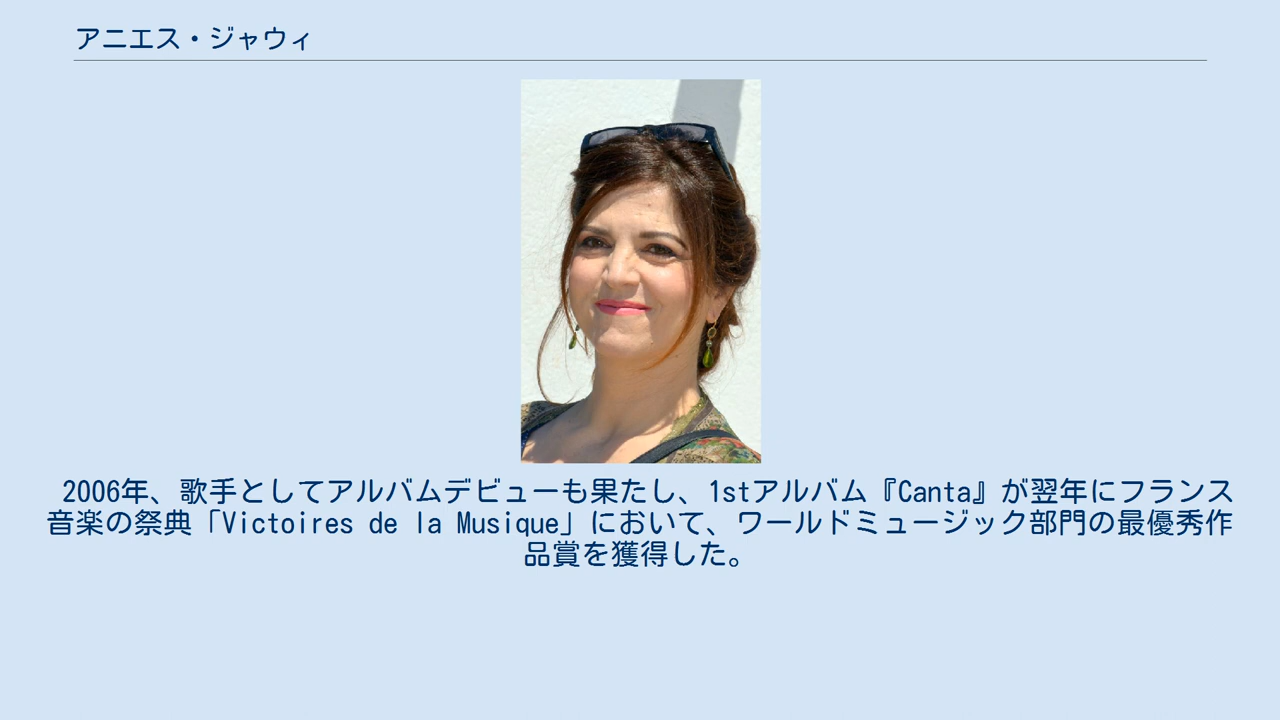 アニエス・ジャウィ
2006年、歌手としてアルバムデビューも果たし、1stアルバム『Canta』が翌年にフランス
音楽の祭典「Victoires de la Musique」において、ワールドミュージック部門の最優秀作
品賞を獲得した。